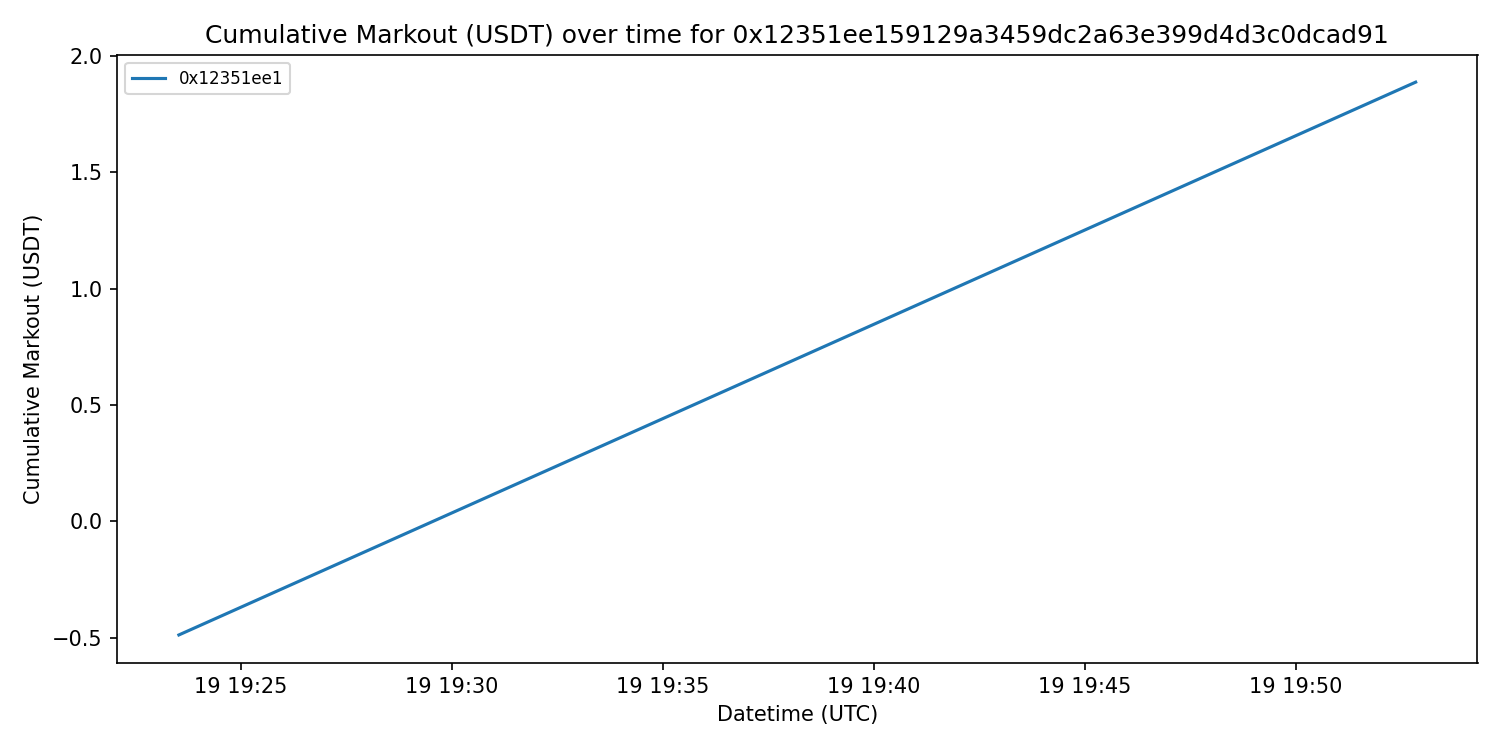 Cumulative Markout (USDT) over time for 0x12351ee159129a3459dc2a63e399d4d3c0dcad91
0x12351ee1
Cumulative Markout (USDT)
2.0
1.5
1.0
0.5
0.0
−0.5
19 19:25 19 19:30 19 19:35 19 19:40 19 19:45 19 19:50
Datetime (UTC)